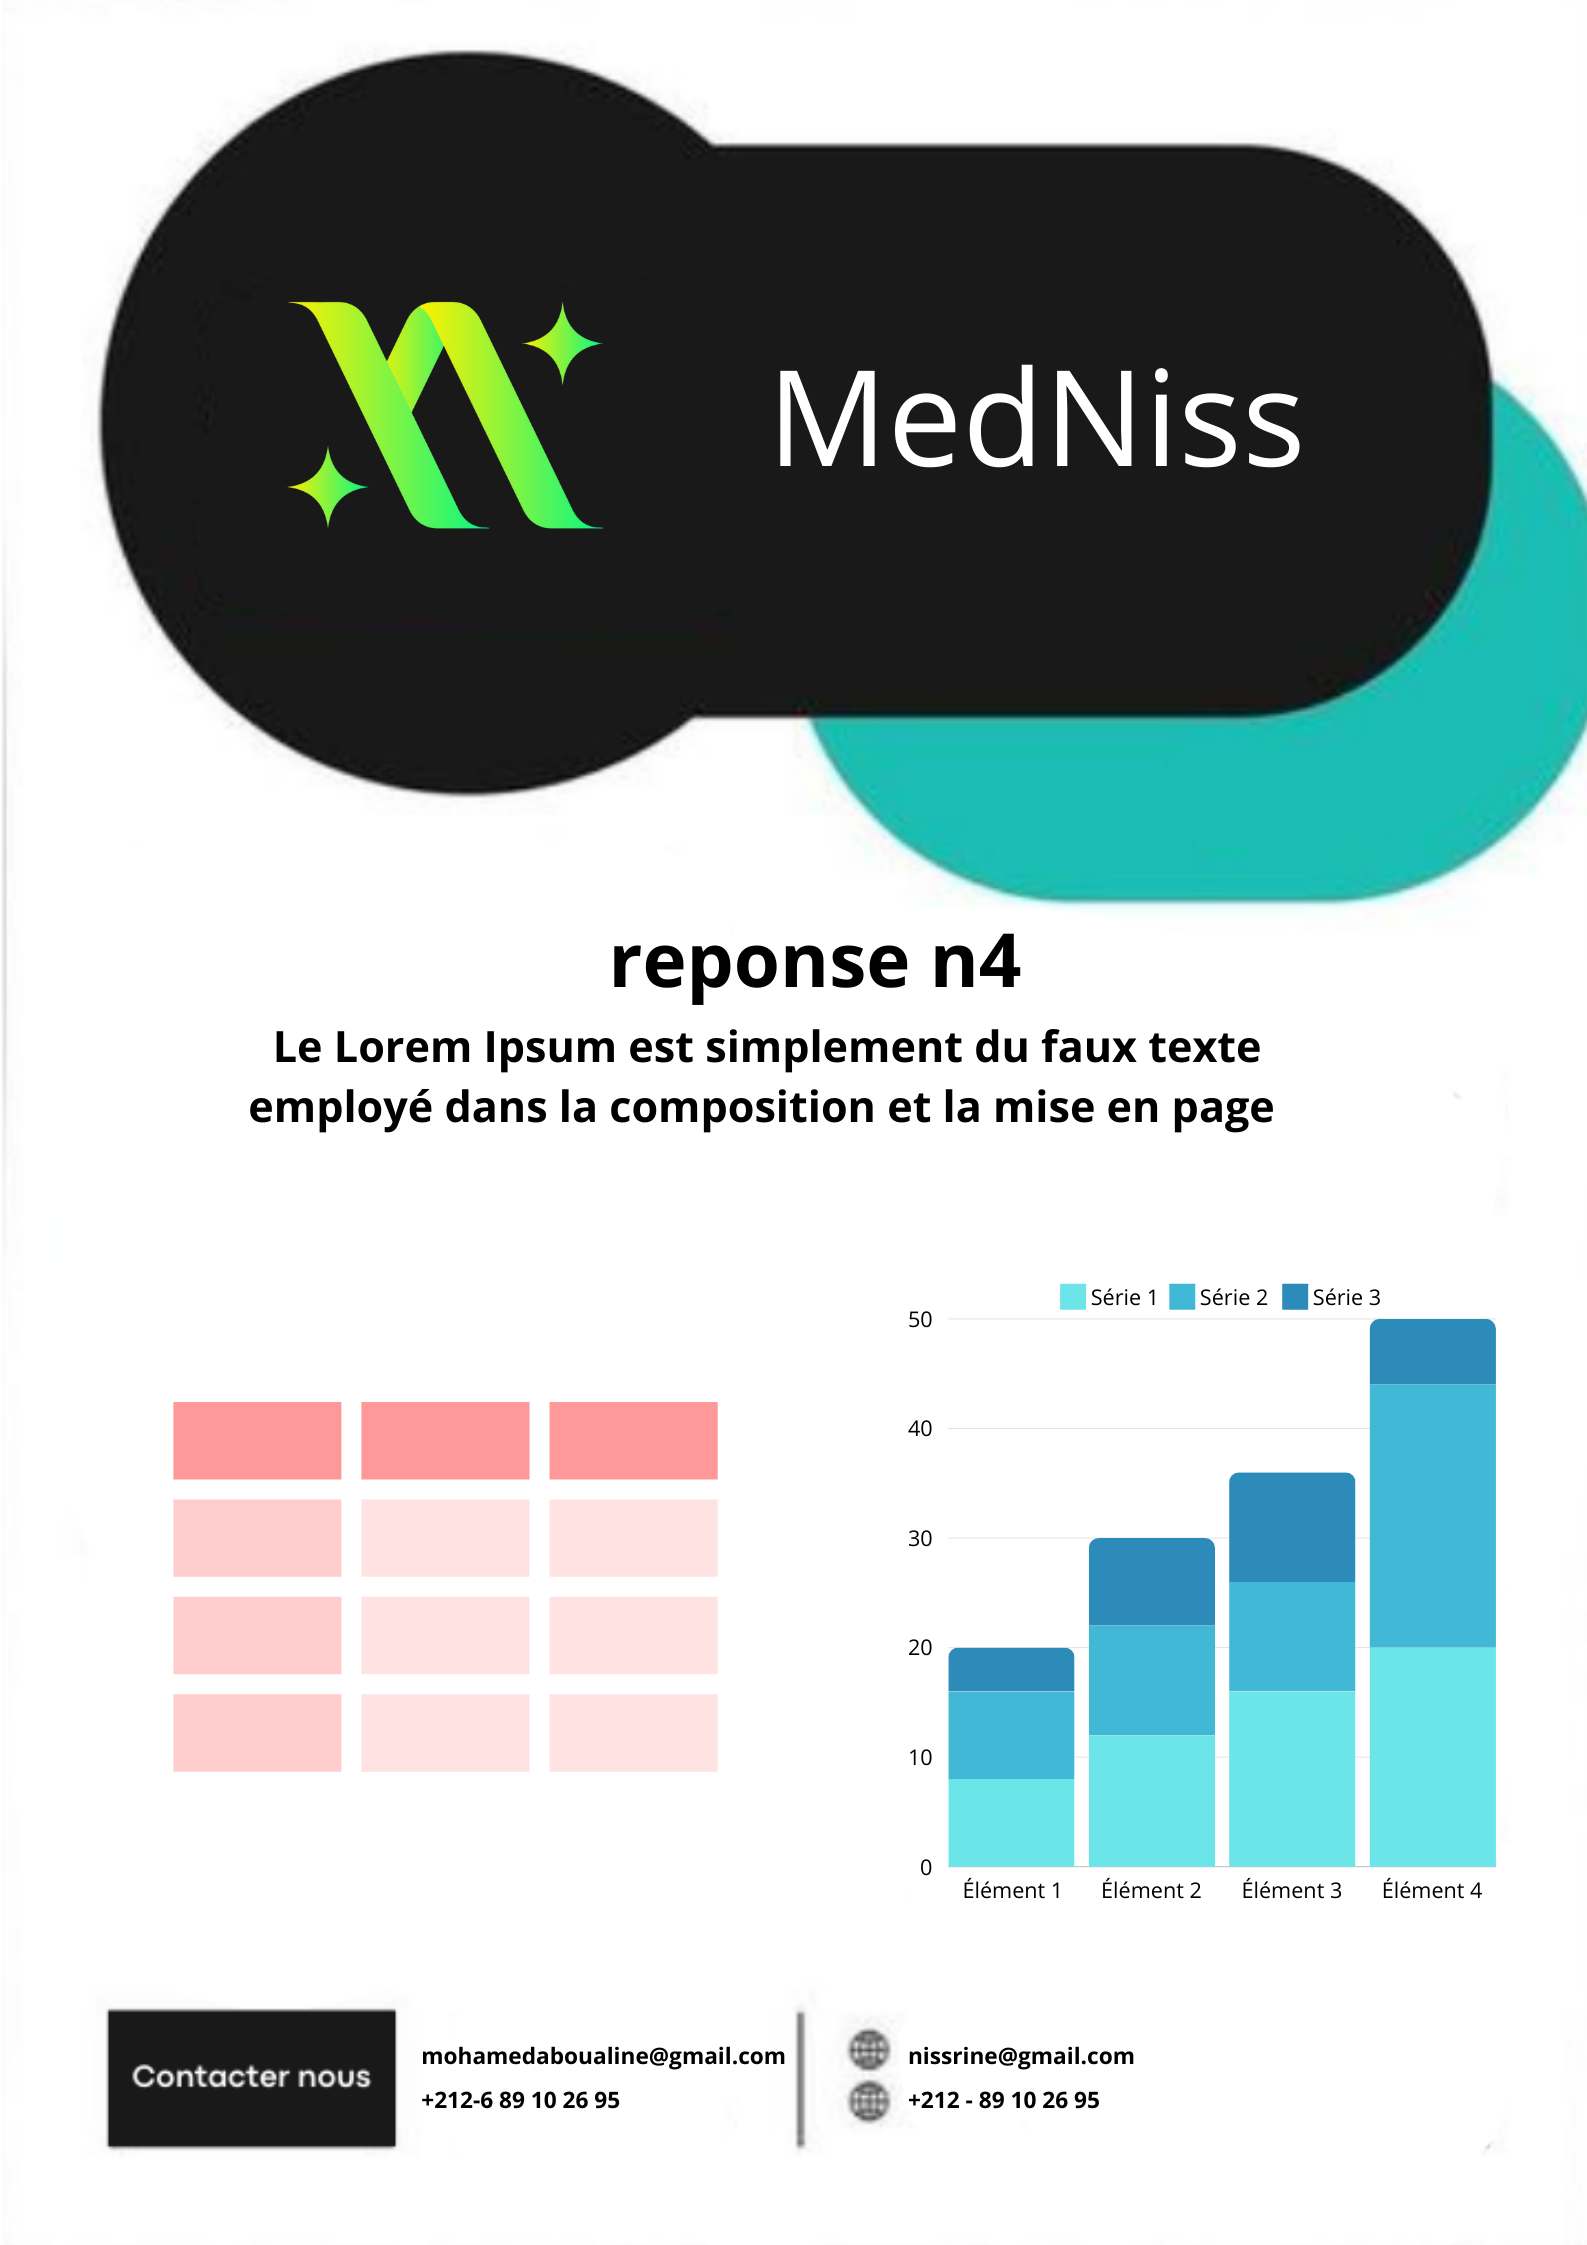 MedNiss
reponse n4
Le Lorem Ipsum est simplement du faux texte
employé dans la composition et la mise en page
Série 1 Série 2 Série 3
50
40
30
20
10
0
Élément 1 Élément 2 Élément 3 Élément 4
Contacter nous
mohamedaboualine@gmail.com
+212-6 89 10 26 95
nissrine@gmail.com
+212 - 89 10 26 95